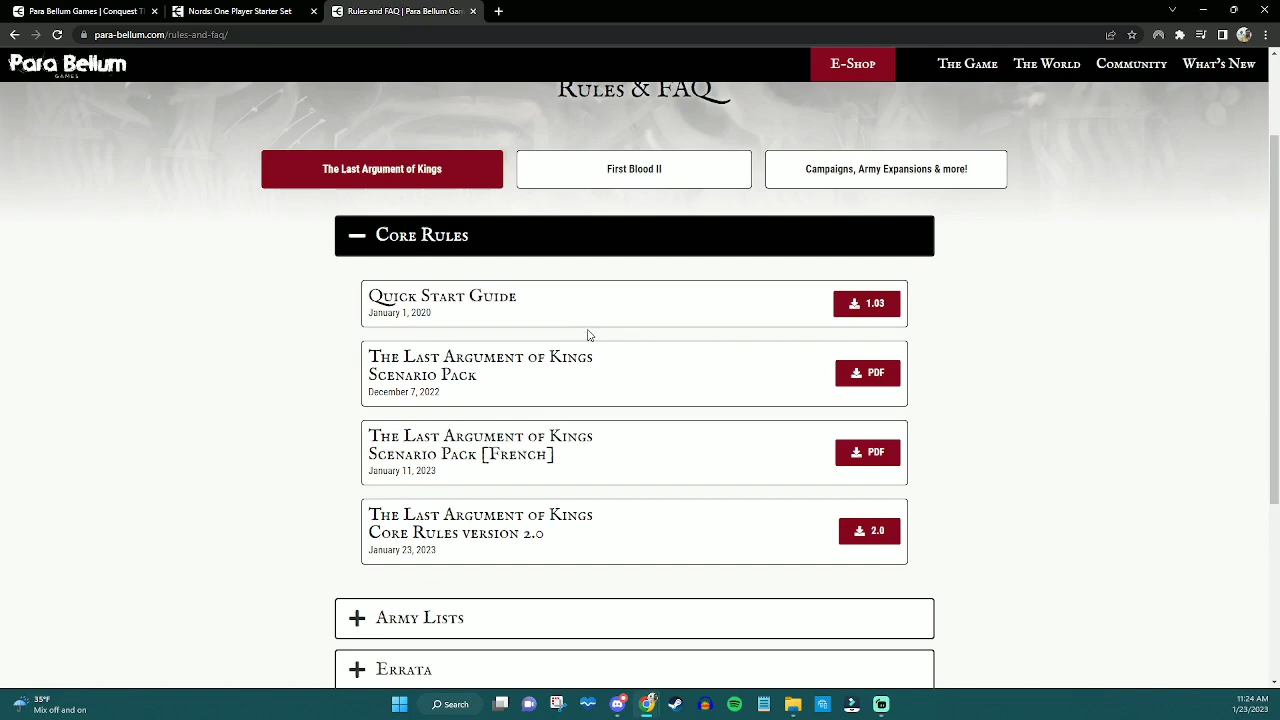 Para Bellum Games | Conquest T
Nords: One Player Starter Set
Rules and FAQ | Para Bellum Gam
para-bellum.com/rules-and-faq/
Para Bellum
GAMES
E-Shop
The Game
The World
Community
What's New
Rules & FAQ
The Last Argument of Kings
First Blood II
Campaigns, Army Expansions & more!
Core Rules
Quick Start Guide
January 1, 2020
1.03
The Last Argument of Kings
Scenario Pack
December 7, 2022
PDF
The Last Argument of Kings
Scenario Pack [French]
January 11, 2023
PDF
The Last Argument of Kings
Core Rules version 2.0
January 23, 2023
2.0
Army Lists
Errata
35°F
Mix off and on
Search
11:24 AM
1/23/2023